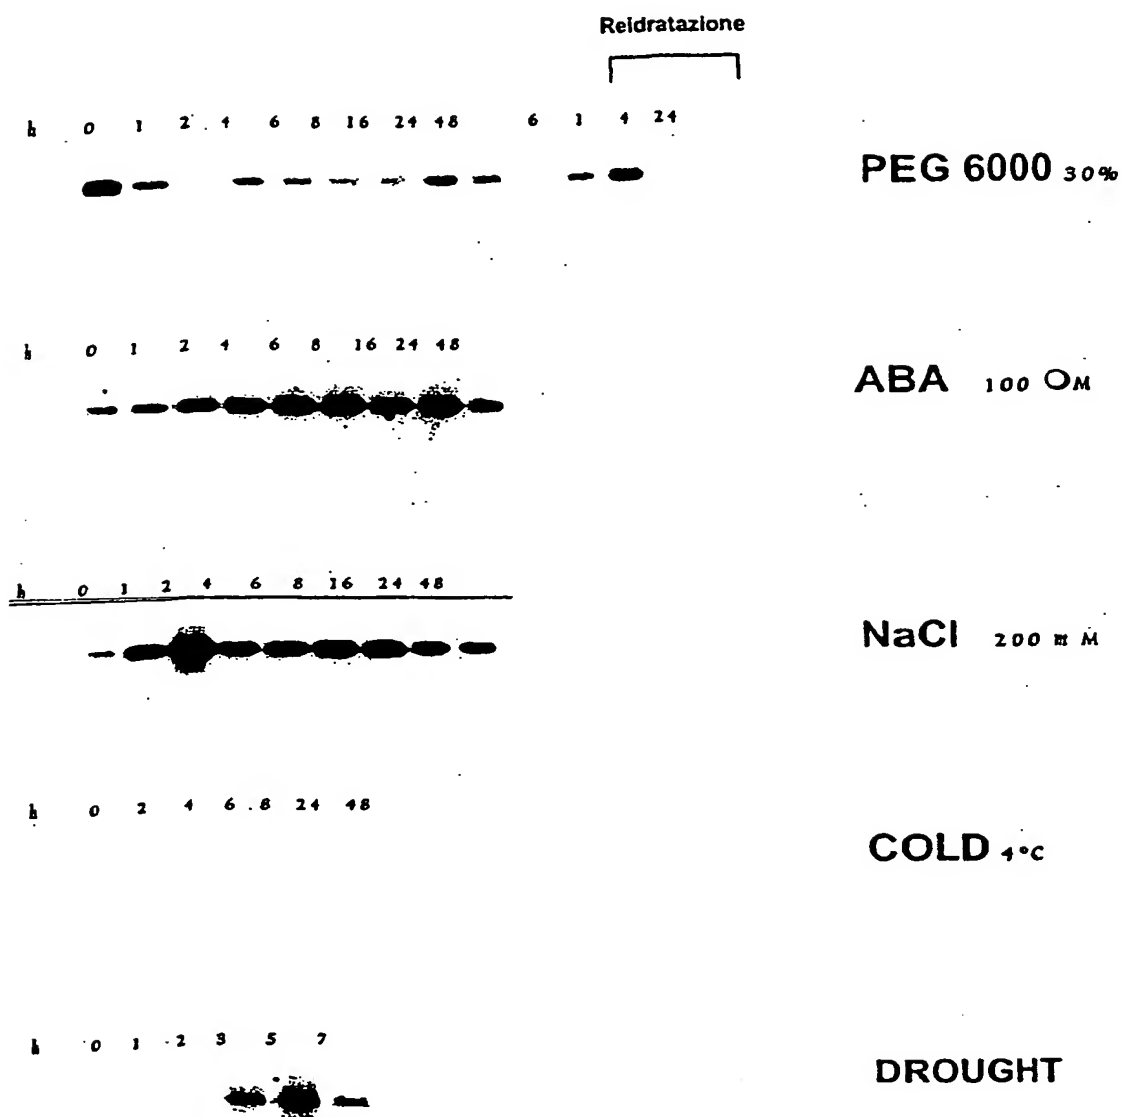 Reidratazione
h 0 1 2 4 6 8 16 24 48 6 1 4 24
PEG 6000 30%
h 0 1 2 4 6 8 16 24 48
ABA 100 OM
h 0 1 2 4 6 8 16 24 48
NaCl 200 m M
h 0 2 4 6 8 24 48
COLD 4°C
h 0 1 2 3 5 7
DROUGHT